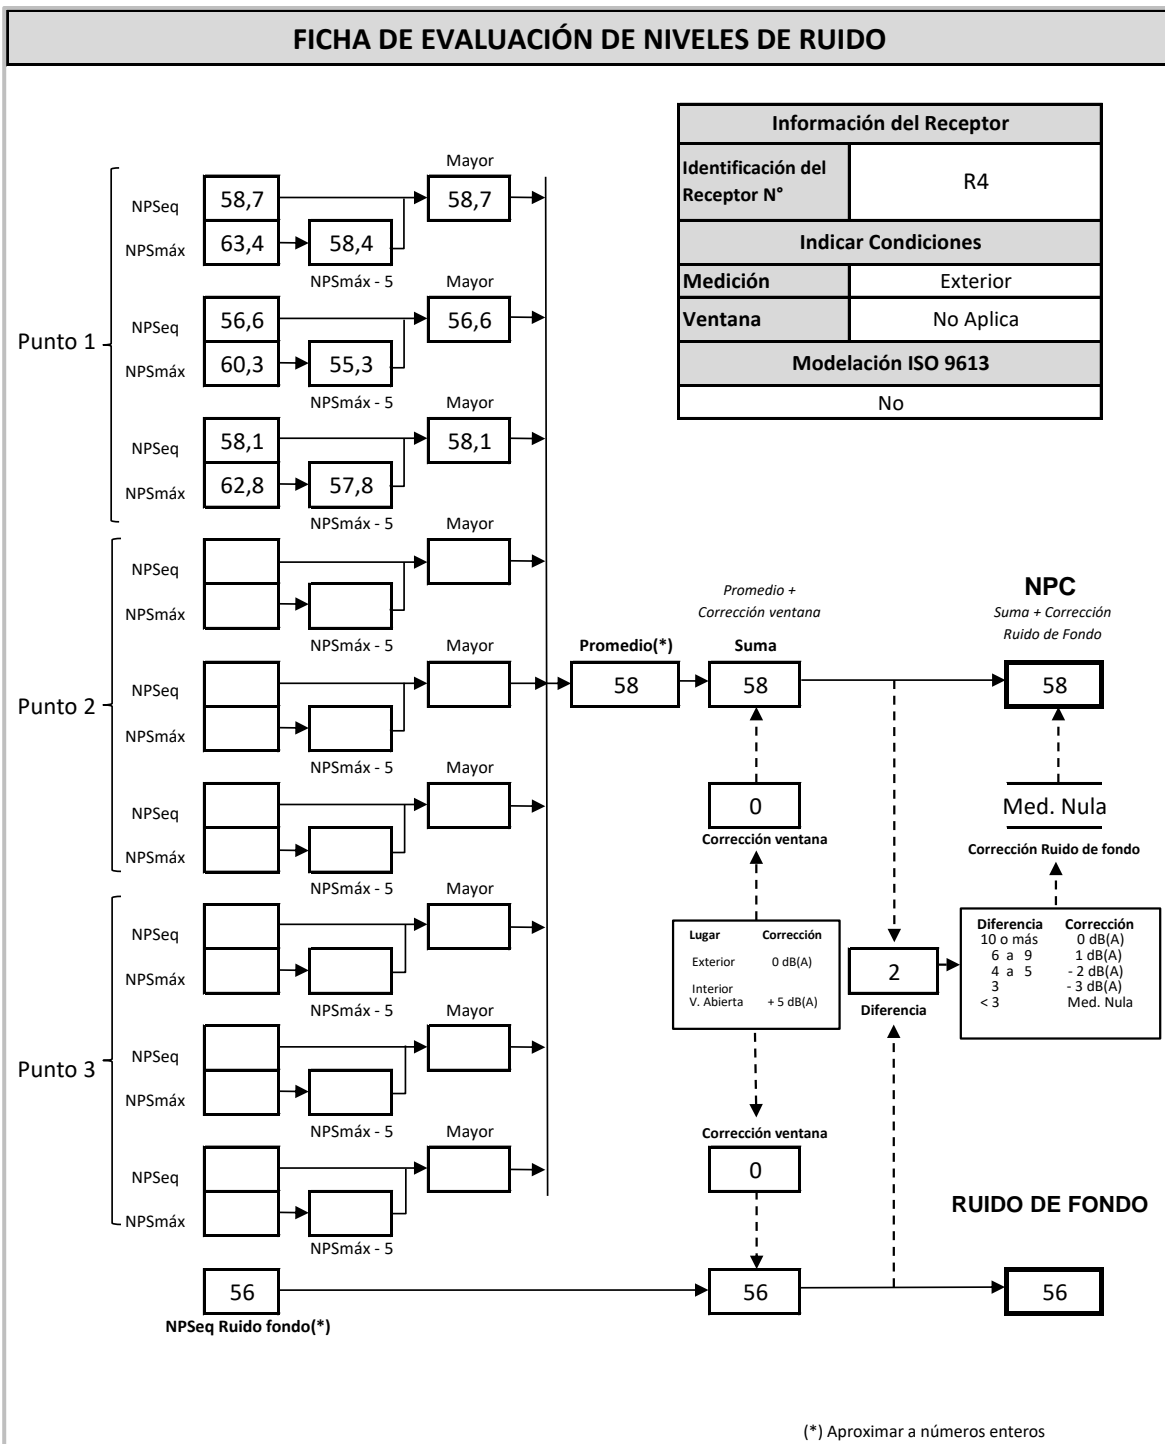 FICHA DE EVALUACIÓN DE NIVELES DE RUIDO
Información del Receptor
Identificación del Receptor N°
R4
Indicar Condiciones
Medición
Exterior
Ventana
No Aplica
Modelación ISO 9613
No
Punto 1
Mayor
NPSeq
58,7
58,7
NPSmáx
63,4
58,4
NPSmáx - 5
Mayor
NPSeq
56,6
56,6
NPSmáx
60,3
55,3
NPSmáx - 5
Mayor
NPSeq
58,1
58,1
NPSmáx
62,8
57,8
NPSmáx - 5
Punto 2
Mayor
NPSeq
NPSmáx
NPSmáx - 5
Mayor
NPSeq
NPSmáx
NPSmáx - 5
Mayor
NPSeq
NPSmáx
NPSmáx - 5
Punto 3
Mayor
NPSeq
NPSmáx
NPSmáx - 5
Mayor
NPSeq
NPSmáx
NPSmáx - 5
Mayor
NPSeq
NPSmáx
NPSmáx - 5
Promedio(*)
58
Promedio +
Corrección ventana
Suma
58
NPC
Suma + Corrección
Ruido de Fondo
58
0
Corrección ventana
Med. Nula
Corrección Ruido de fondo
Lugar Corrección
Exterior 0 dB(A)
Interior
V. Abierta + 5 dB(A)
2
Diferencia
Diferencia Corrección
10 o más 0 dB(A)
6 a 9 1 dB(A)
4 a 5 - 2 dB(A)
3 - 3 dB(A)
< 3 Med. Nula
Corrección ventana
0
RUIDO DE FONDO
56
56
56
NPSeq Ruido fondo(*)
(*) Aproximar a números enteros